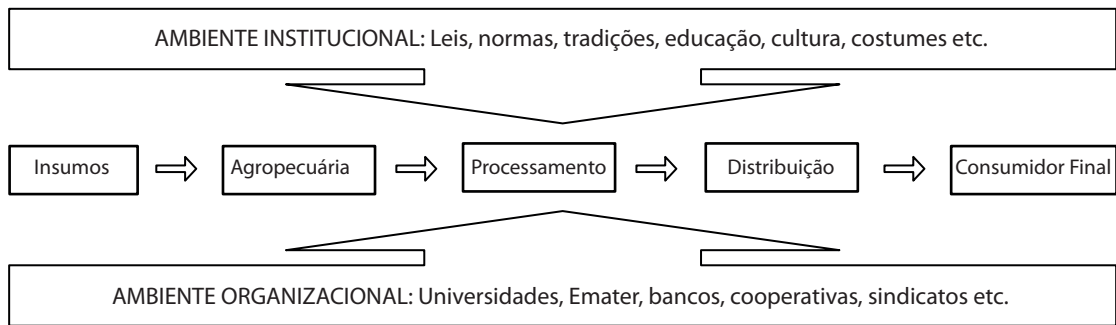 AMBIENTE INSTITUCIONAL: Leis, normas, tradições, educação, cultura, costumes etc.
Insumos
Agropecuária
Processamento
Distribuição
Consumidor Final
AMBIENTE ORGANIZACIONAL: Universidades, Emater, bancos, cooperativas, sindicatos etc.